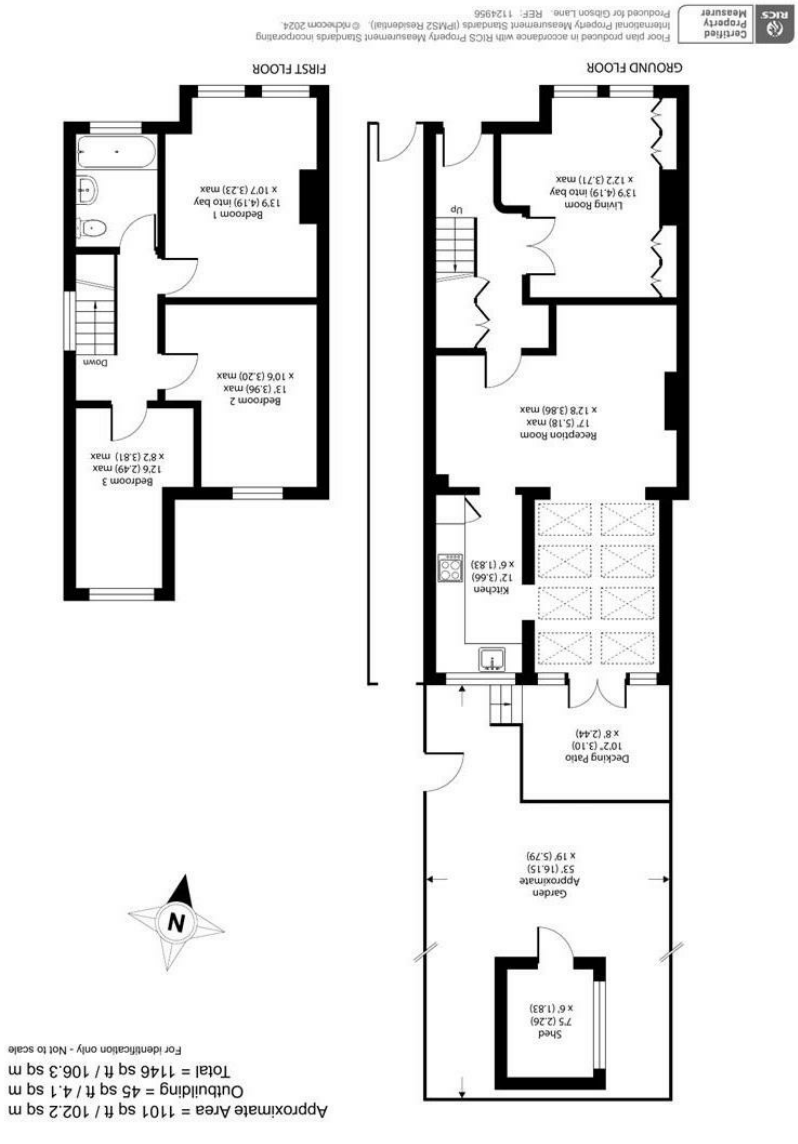 Approximate Area = 1101 sq ft / 102.2 sq m
Outbuilding = 45 sq ft / 4.1 sq m
Total = 1146 sq ft / 106.3 sq m
For identification only - Not to scale
Shed
7'5 (2.26)
x 6' (1.83)
Garden
Approximate
53' (16.15)
x 19' (5.79)
N
Decking Patio
10'2" (3.10)
x 8' (2.44)
Kitchen
12' (3.66)
x 6' (1.83)
Bedroom 3
12'6 (2.49) max
x 8'2 (3.81) max
Reception Room
17' (5.18) max
x 12'8 (3.86) max
Down
Bedroom 2
13' (3.96) max
x 10'6 (3.20) max
Up
Living Room
13'9 (4.19) into bay
x 12'2 (3.71) max
Bedroom 1
13'9 (4.19) into bay
x 10'7 (3.23) max
GROUND FLOOR
FIRST FLOOR
RICS
Certified
Property
Measurer
Floor plan produced in accordance with RICS Property Measurement Standards incorporating
International Property Measurement Standards (IPMS2 Residential). © nichecom 2024.
Produced for Gibson Lane. REF: 1124956